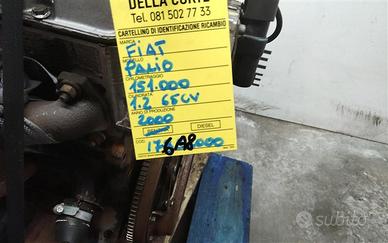 DELLA CORTE
Tel. 081 502 77 33
CARTELLINO DI IDENTIFICAZIONE RICAMBIO
MARCA
FIAT
MODELLO
PALIO
CHILOMETRAGGIO
151.000
CILINDRATA
1.2 65CV
ANNO DI PRODUZIONE
2000
DIESEL
COD.
176A8000
Subito